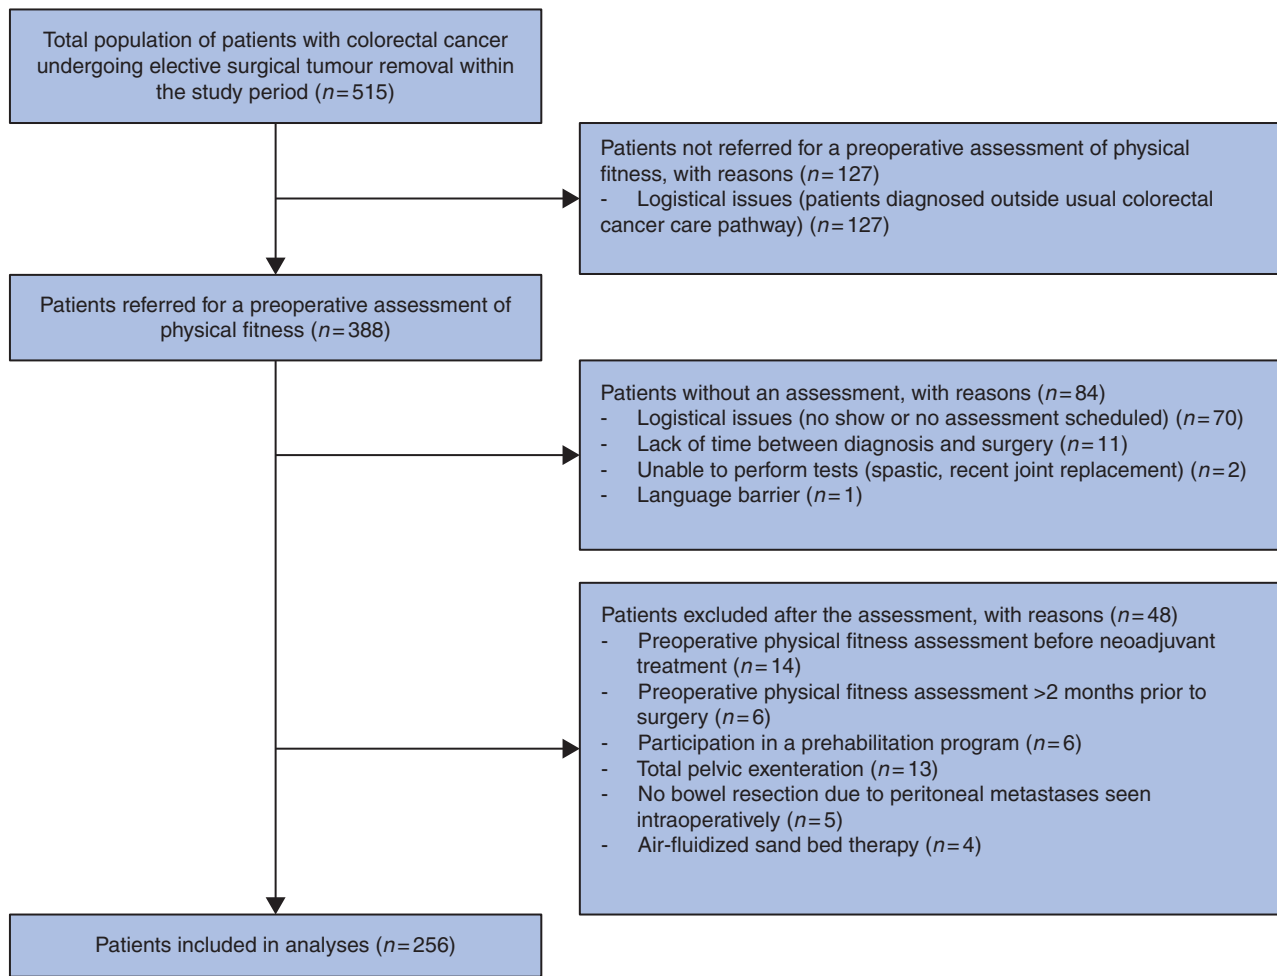 Total population of patients with colorectal cancer
undergoing elective surgical tumour removal within
the study period (n=515)
Patients not referred for a preoperative assessment of physical
fitness, with reasons (n=127)
- Logistical issues (patients diagnosed outside usual colorectal
cancer care pathway) (n=127)
Patients referred for a preoperative assessment of
physical fitness (n=388)
Patients without an assessment, with reasons (n=84)
- Logistical issues (no show or no assessment scheduled) (n=70)
- Lack of time between diagnosis and surgery (n=11)
- Unable to perform tests (spastic, recent joint replacement) (n=2)
- Language barrier (n=1)
Patients excluded after the assessment, with reasons (n=48)
- Preoperative physical fitness assessment before neoadjuvant
treatment (n=14)
- Preoperative physical fitness assessment >2 months prior to
surgery (n=6)
- Participation in a prehabilitation program (n=6)
- Total pelvic exenteration (n=13)
- No bowel resection due to peritoneal metastases seen
intraoperatively (n=5)
- Air-fluidized sand bed therapy (n=4)
Patients included in analyses (n=256)